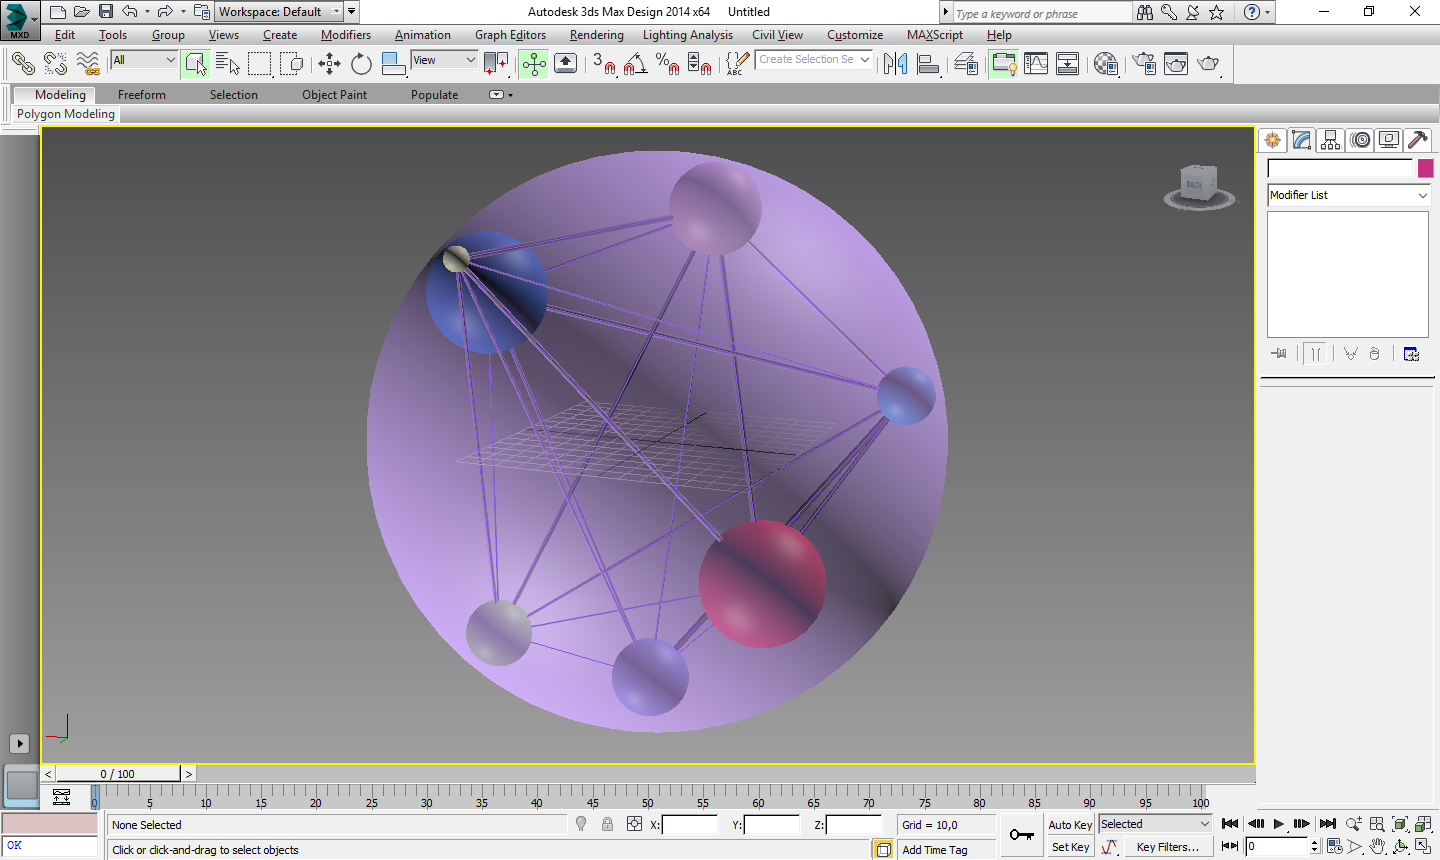 Workspace: Default
Autodesk 3ds Max Design 2014 x64 Untitled
Type a keyword or phrase
MXD
Edit Tools Group Views Create Modifiers Animation Graph Editors Rendering Lighting Analysis Civil View Customize MAXScript Help
All
View
3
%
ABC
Create Selection Se
Modeling Freeform Selection Object Paint Populate
Polygon Modeling
BACK
Modifier List
< 0 / 100 >
0 5 10 15 20 25 30 35 40 45 50 55 60 65 70 75 80 85 90 95 100
None Selected X: Y: Z: Grid = 10,0 Auto Key Selected
OK
Click or click-and-drag to select objects Add Time Tag Set Key Key Filters... 0